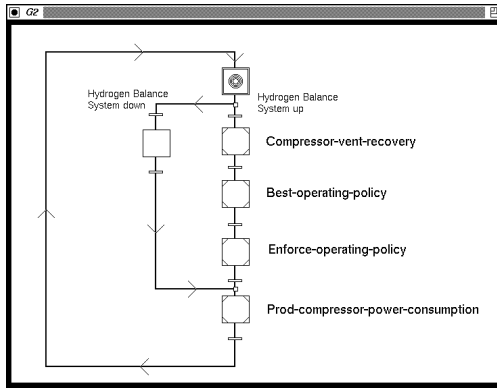 G2
Hydrogen Balance
System down
Hydrogen Balance
System up
Compressor-vent-recovery
Best-operating-policy
Enforce-operating-policy
Prod-compressor-power-consumption